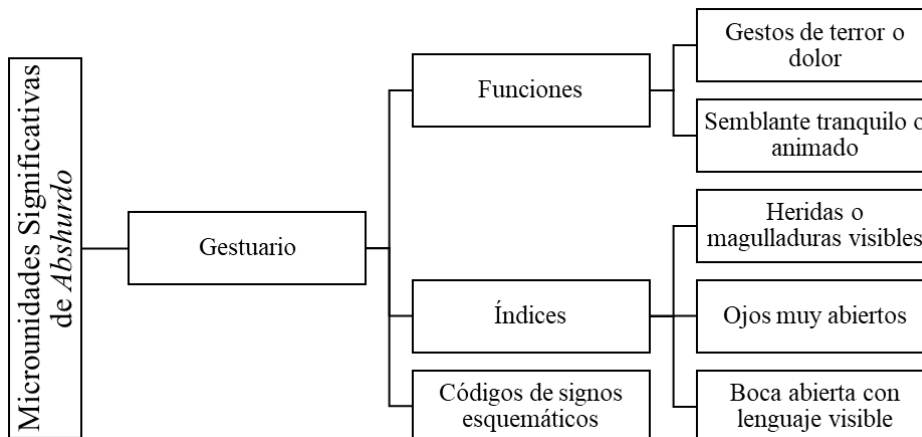 Microunidades Significativas
de Abshurdo
Gestuario
Funciones
Gestos de terror o
dolor
Semblante tranquilo o
animado
Índices
Heridas o
magulladuras visibles
Ojos muy abiertos
Boca abierta con
lenguaje visible
Códigos de signos
esquemáticos